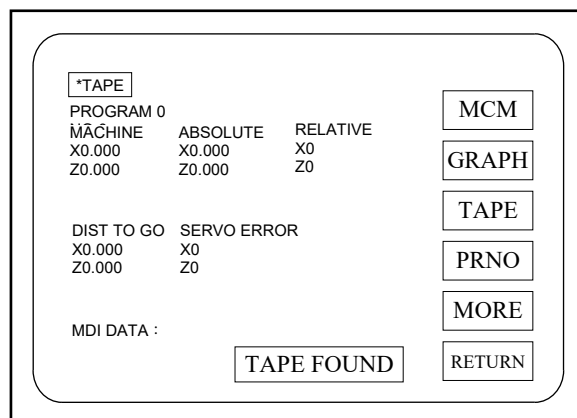 *TAPE
PROGRAM 0
MACHINE ABSOLUTE RELATIVE
X0.000 X0.000 X0
Z0.000 Z0.000 Z0
DIST TO GO SERVO ERROR
X0.000 X0
Z0.000 Z0
MDI DATA：
TAPE FOUND
MCM
GRAPH
TAPE
PRNO
MORE
RETURN